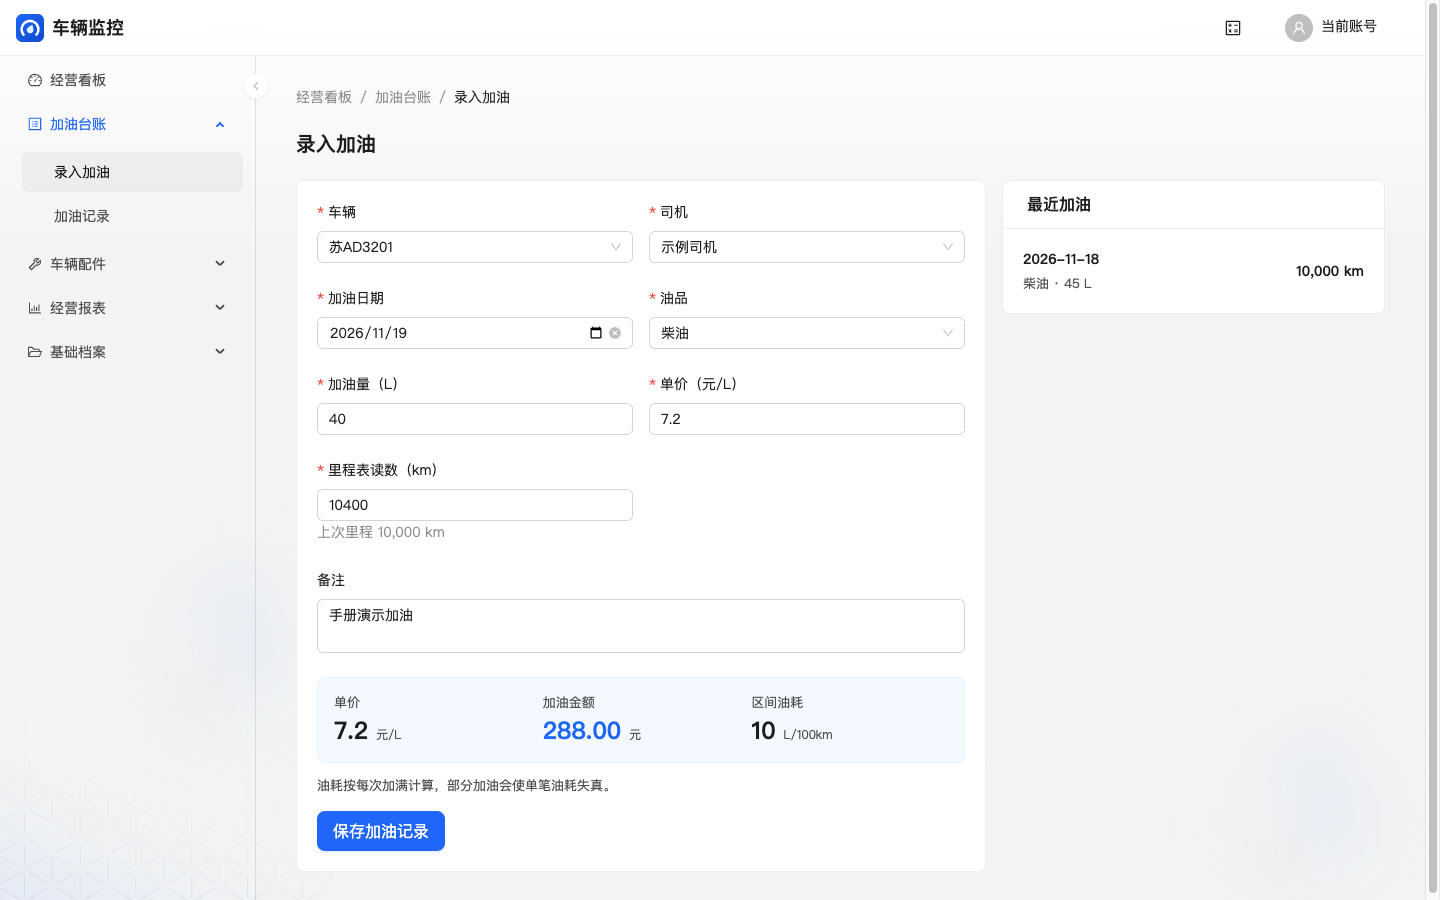 车辆监控
当前账号
经营看板
加油台账
录入加油
加油记录
车辆配件
经营报表
基础档案
经营看板 / 加油台账 / 录入加油
录入加油
* 车辆
苏AD3201
* 司机
示例司机
* 加油日期
2026/11/19
* 油品
柴油
* 加油量（L）
40
* 单价（元/L）
7.2
* 里程表读数（km）
10400
上次里程 10,000 km
备注
手册演示加油
单价
7.2 元/L
加油金额
288.00 元
区间油耗
10 L/100km
油耗按每次加满计算，部分加油会使单笔油耗失真。
保存加油记录
最近加油
2026-11-18
柴油 · 45 L
10,000 km